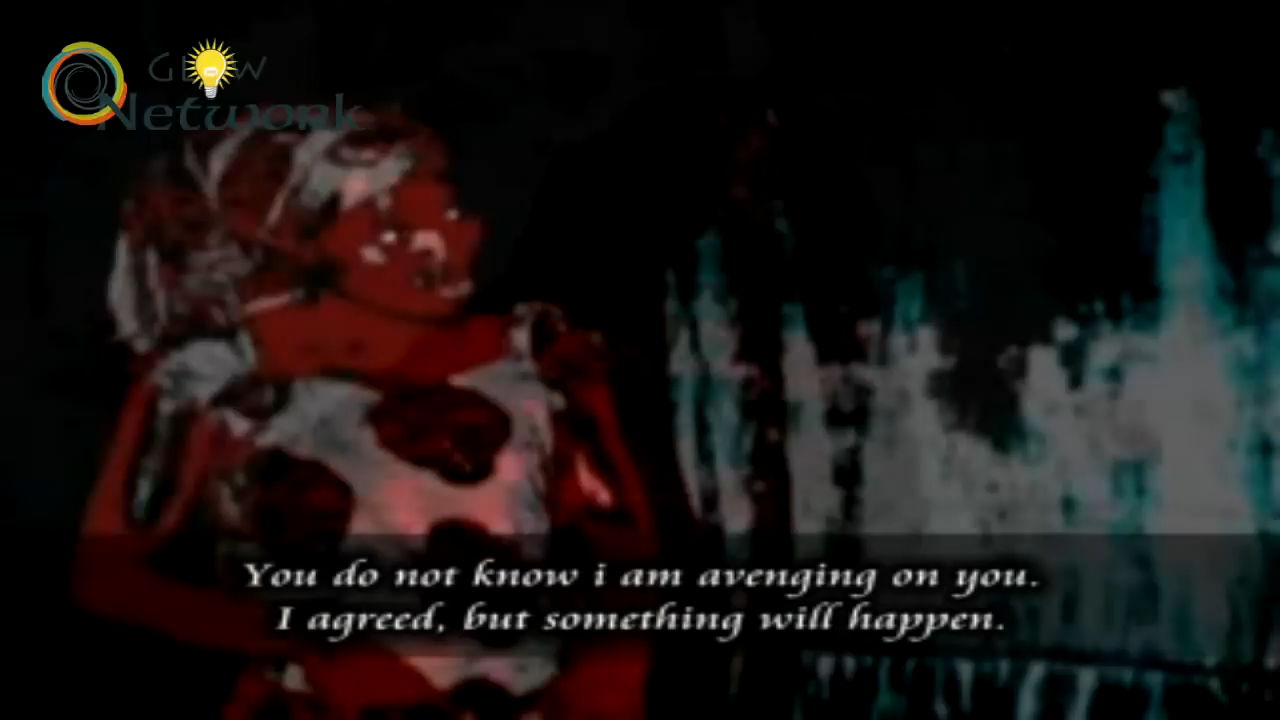 GLOW
Network
You do not know i am avenging on you.
I agreed, but something will happen.